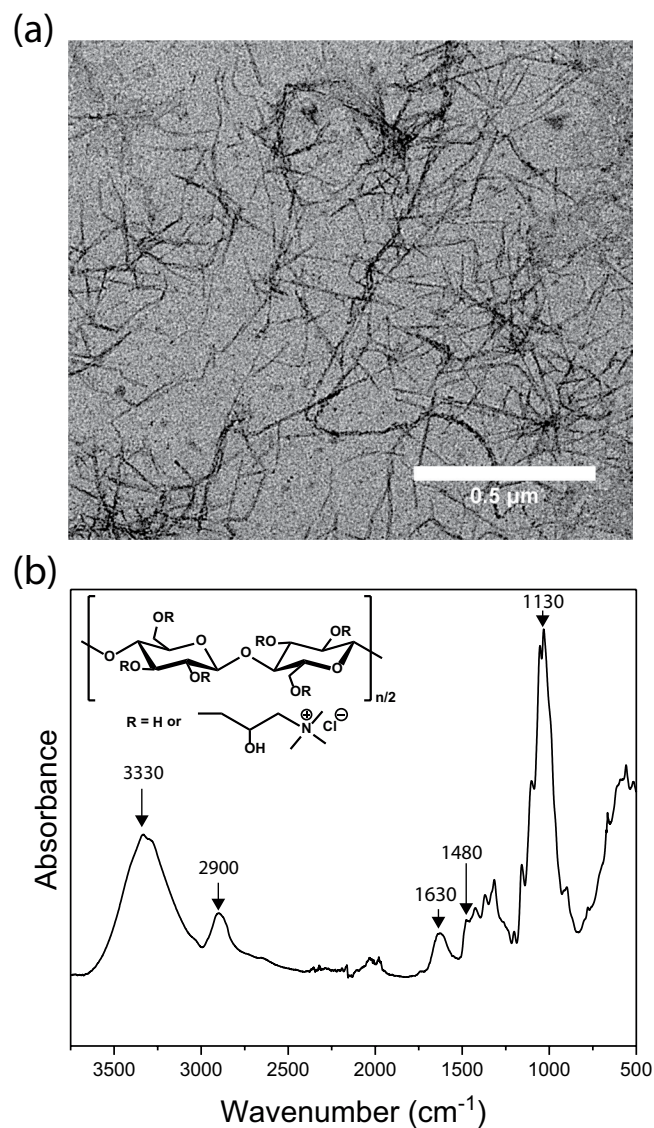 (a)
0.5 µm
(b)
1130
OR
OR
OR
O
O
RO
O
O
RO
OR
O
OR
n/2
R = H or
N
⊕
Cl
⊖
OH
3330
2900
1480
1630
Absorbance
3500 3000 2500 2000 1500 1000 500
Wavenumber (cm⁻¹)